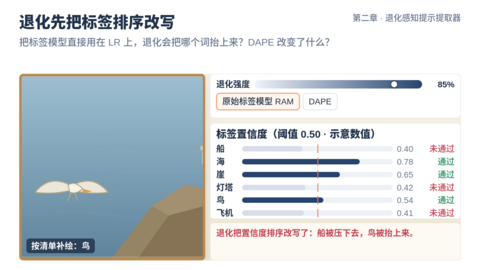 退化先把标签排序改写
第二章 · 退化感知提示提取器
把标签模型直接用在 LR 上，退化会把哪个词抬上来？DAPE 改变了什么？
退化强度 85%
原始标签模型 RAM DAPE
标签置信度（阈值 0.50 · 示意数值）
船 0.40 未通过
海 0.78 通过
崖 0.65 通过
灯塔 0.42 未通过
鸟 0.54 通过
飞机 0.41 未通过
按清单补绘：鸟
退化把置信度排序改写了：船被压下去，鸟被抬上来。